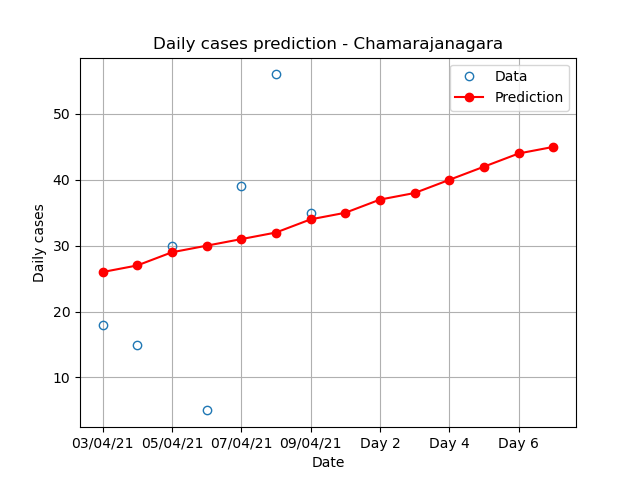 Daily cases prediction - Chamarajanagara
Data
Prediction
Daily cases
50
40
30
20
10
03/04/21 05/04/21 07/04/21 09/04/21 Day 2 Day 4 Day 6
Date